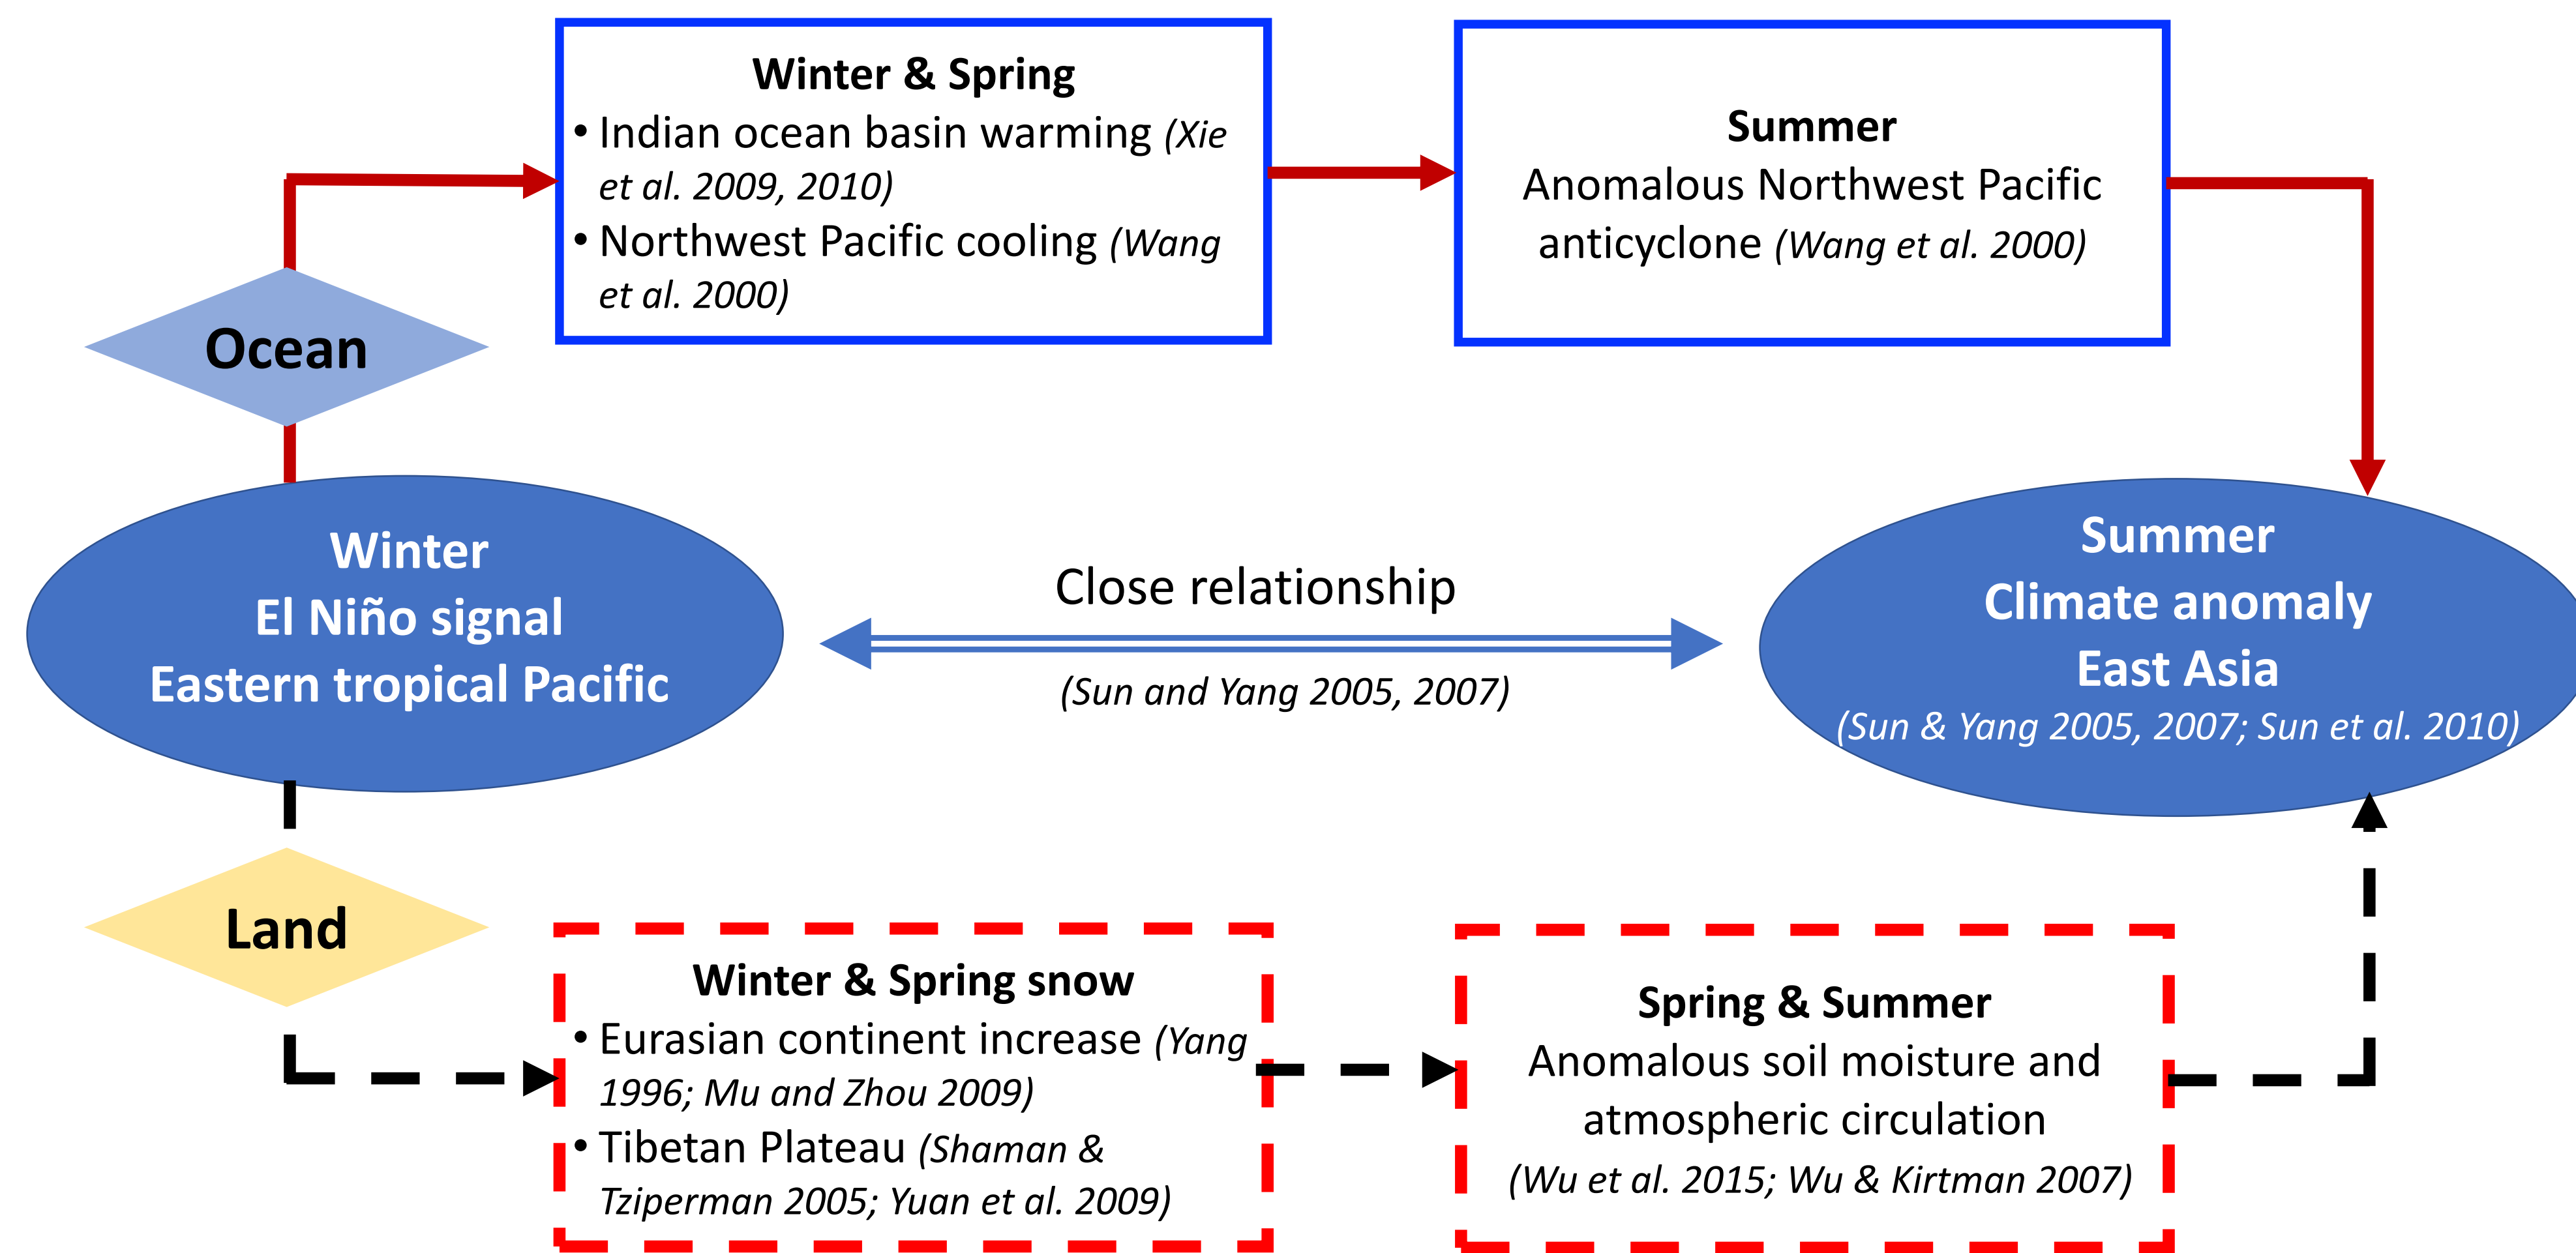 Winter & Spring
• Indian ocean basin warming (Xie
et al. 2009, 2010)
• Northwest Pacific cooling (Wang
et al. 2000)
Summer
Anomalous Northwest Pacific
anticyclone (Wang et al. 2000)
Ocean
Winter
El Niño signal
Eastern tropical Pacific
Close relationship
(Sun and Yang 2005, 2007)
Summer
Climate anomaly
East Asia
(Sun & Yang 2005, 2007; Sun et al. 2010)
Land
Winter & Spring snow
• Eurasian continent increase (Yang
1996; Mu and Zhou 2009)
• Tibetan Plateau (Shaman &
Tziperman 2005; Yuan et al. 2009)
Spring & Summer
Anomalous soil moisture and
atmospheric circulation
(Wu et al. 2015; Wu & Kirtman 2007)